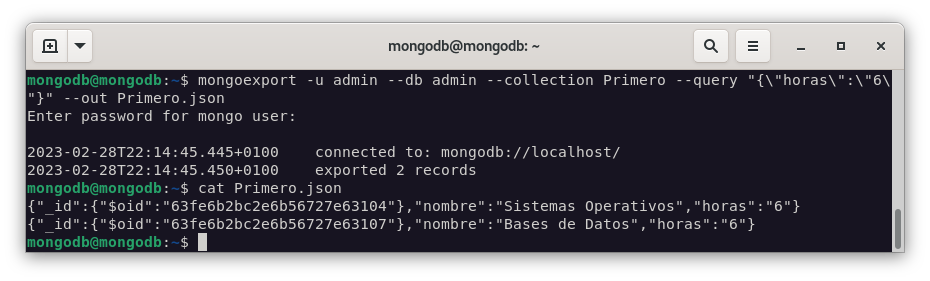 mongodb@mongodb: ~
mongodb@mongodb:~$ mongoexport -u admin --db admin --collection Primero --query "{\"horas\":\"6\
"}" --out Primero.json
Enter password for mongo user:
2023-02-28T22:14:45.445+0100    connected to: mongodb://localhost/
2023-02-28T22:14:45.450+0100    exported 2 records
mongodb@mongodb:~$ cat Primero.json
{"_id":{"$oid":"63fe6b2bc2e6b56727e63104"},"nombre":"Sistemas Operativos","horas":"6"}
{"_id":{"$oid":"63fe6b2bc2e6b56727e63107"},"nombre":"Bases de Datos","horas":"6"}
mongodb@mongodb:~$